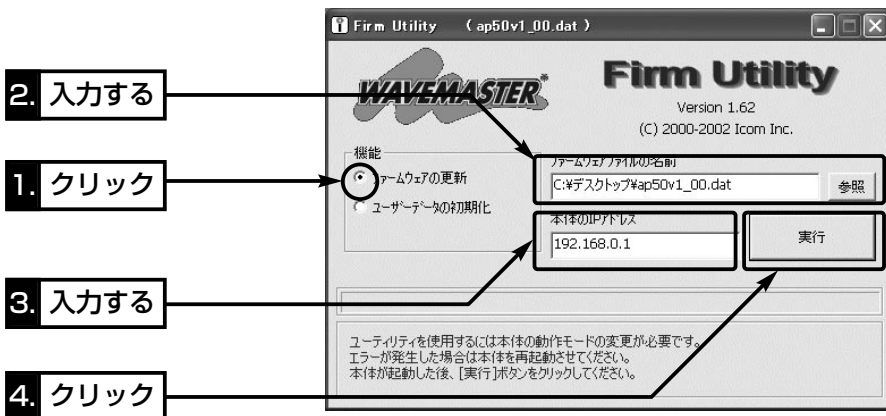 Firm Utility ( ap50v1_00.dat )
WAVEMASTER
Firm Utility
Version 1.62
(C) 2000-2002 Icom Inc.
2. 入力する
1. クリック
機能
ファームウェアの更新
ユーザーデータの初期化
ファームウェアファイルの名前
C:¥デスクトップ¥ap50v1_00.dat
参照
本体のIPアドレス
192.168.0.1
実行
3. 入力する
4. クリック
ユーティリティを使用するには本体の動作モードの変更が必要です。
エラーが発生した場合は本体を再起動させてください。
本体が起動した後、[実行]ボタンをクリックしてください。